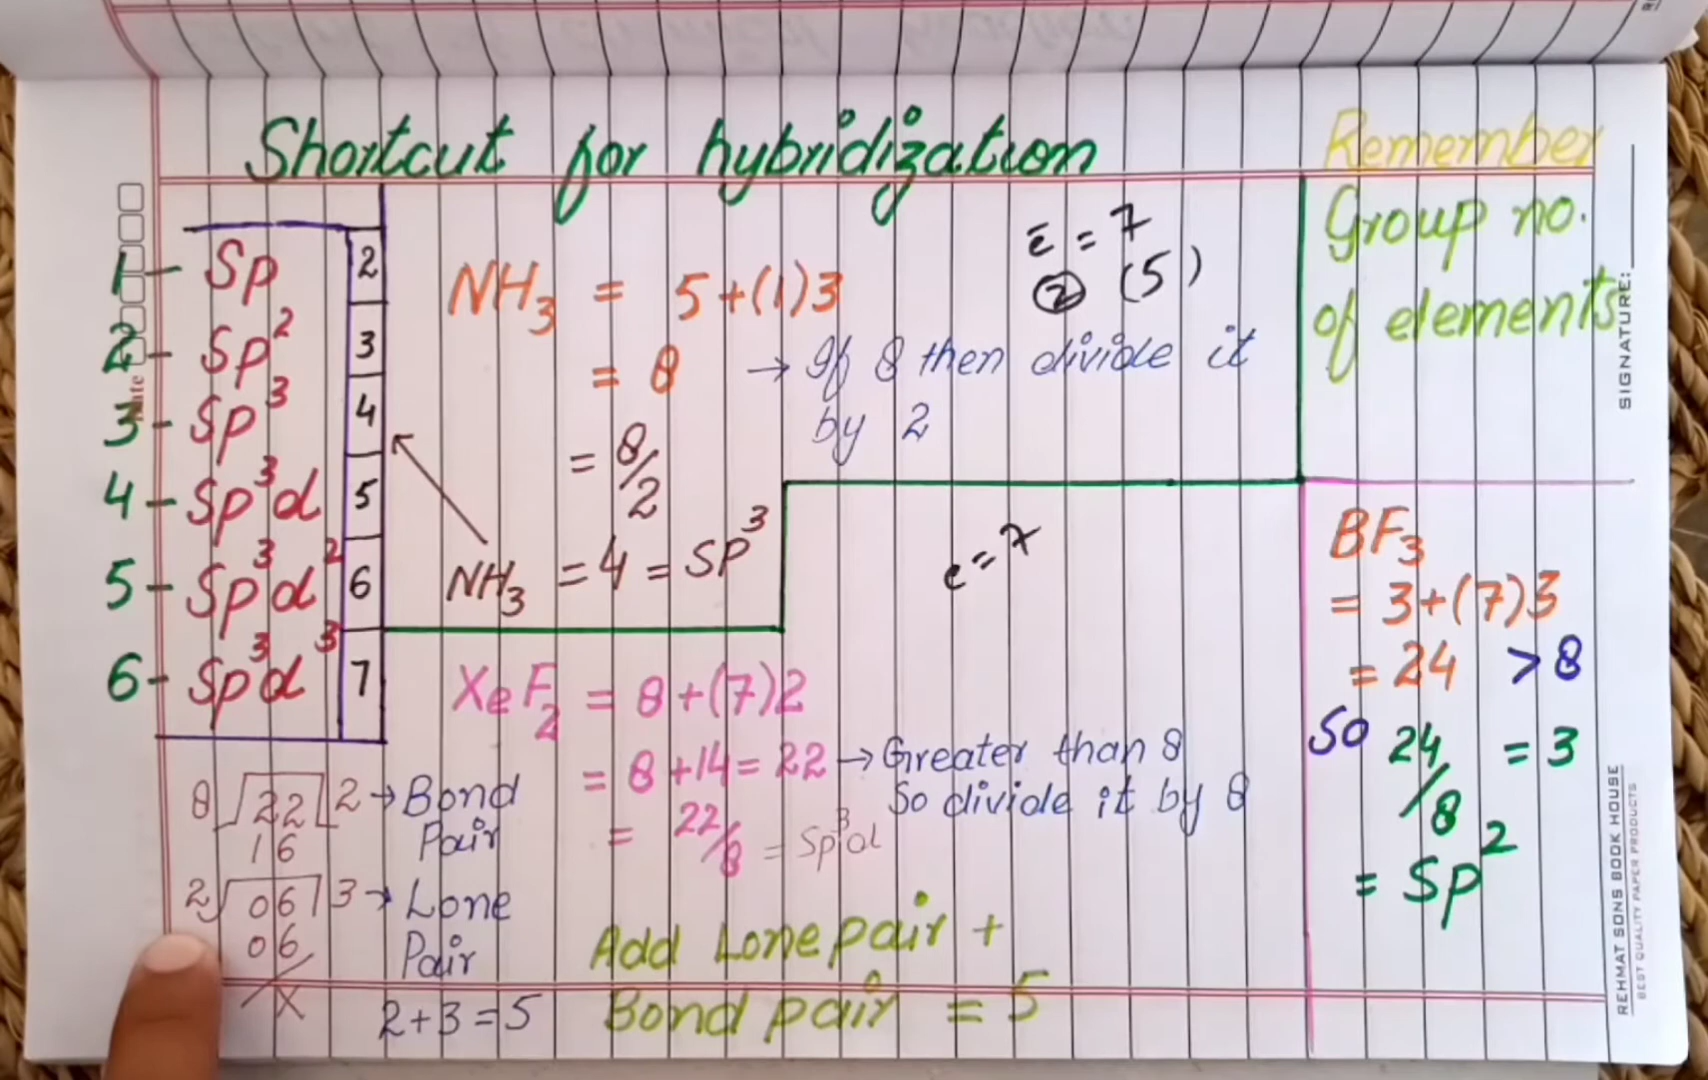 Shortcut for hybridization
1- Sp 2
2- Sp² 3
3- Sp³ 4
4- Sp³d 5
5- Sp³d² 6
6- Sp³d³ 7
NH₃ = 5+(1)3
= 8 → If 8 then divide it
by 2
= 8/2
NH₃ = 4 = SP³
ē = 7
② (5)
e = 7
Remember
Group no.
of elements
BF₃
= 3+(7)3
= 24 >8
So 24/8 = 3
= Sp²
XeF₂ = 8+(7)2
= 8+14=22 → Greater than 8
So divide it by 8
= 22/8 = Sp³d
8 22 2 → Bond
16 Pair
2 06 3 → Lone
06 Pair
x
2+3=5
Add Lone pair +
Bond pair = 5
SIGNATURE:
REHMAT SONS BOOK HOUSE
BEST QUALITY PAPER PRODUCTS